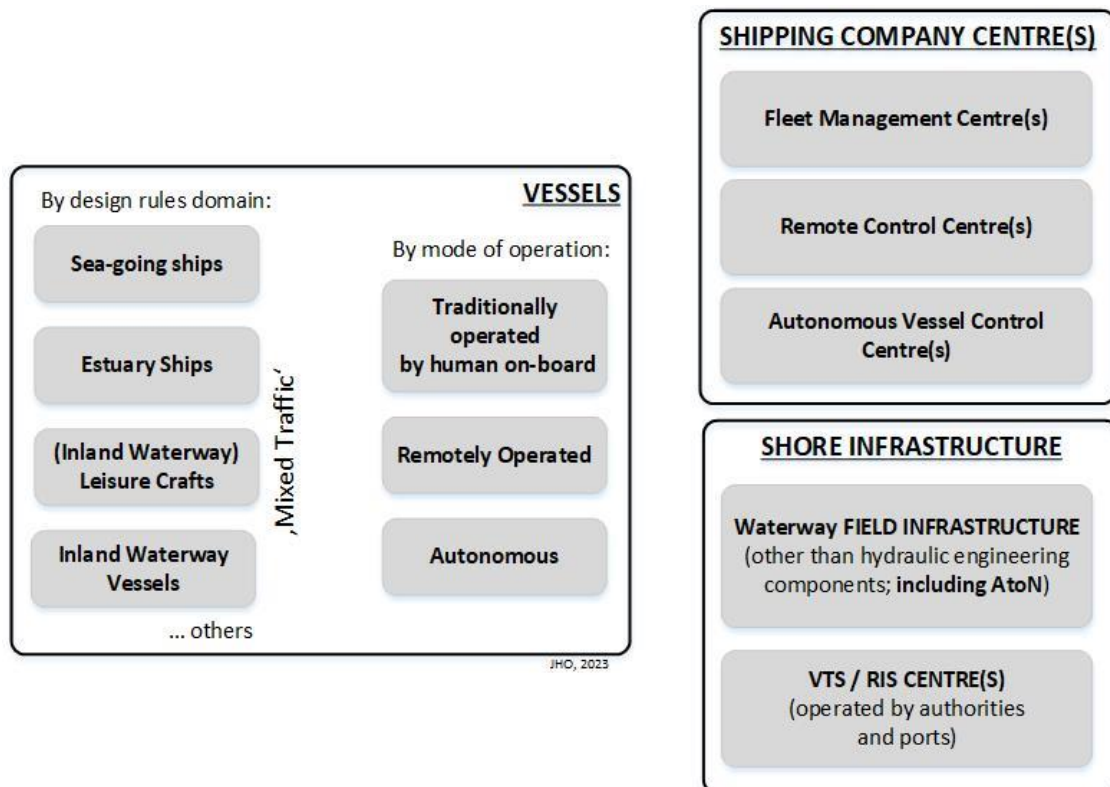 VESSELS
By design rules domain:
Sea-going ships
Estuary Ships
(Inland Waterway)
Leisure Crafts
Inland Waterway
Vessels
... others
‚Mixed Traffic‘
By mode of operation:
Traditionally
operated
by human on-board
Remotely Operated
Autonomous
JHO, 2023
SHIPPING COMPANY CENTRE(S)
Fleet Management Centre(s)
Remote Control Centre(s)
Autonomous Vessel Control
Centre(s)
SHORE INFRASTRUCTURE
Waterway FIELD INFRASTRUCTURE
(other than hydraulic engineering
components; including AtoN)
VTS / RIS CENTRE(S)
(operated by authorities
and ports)